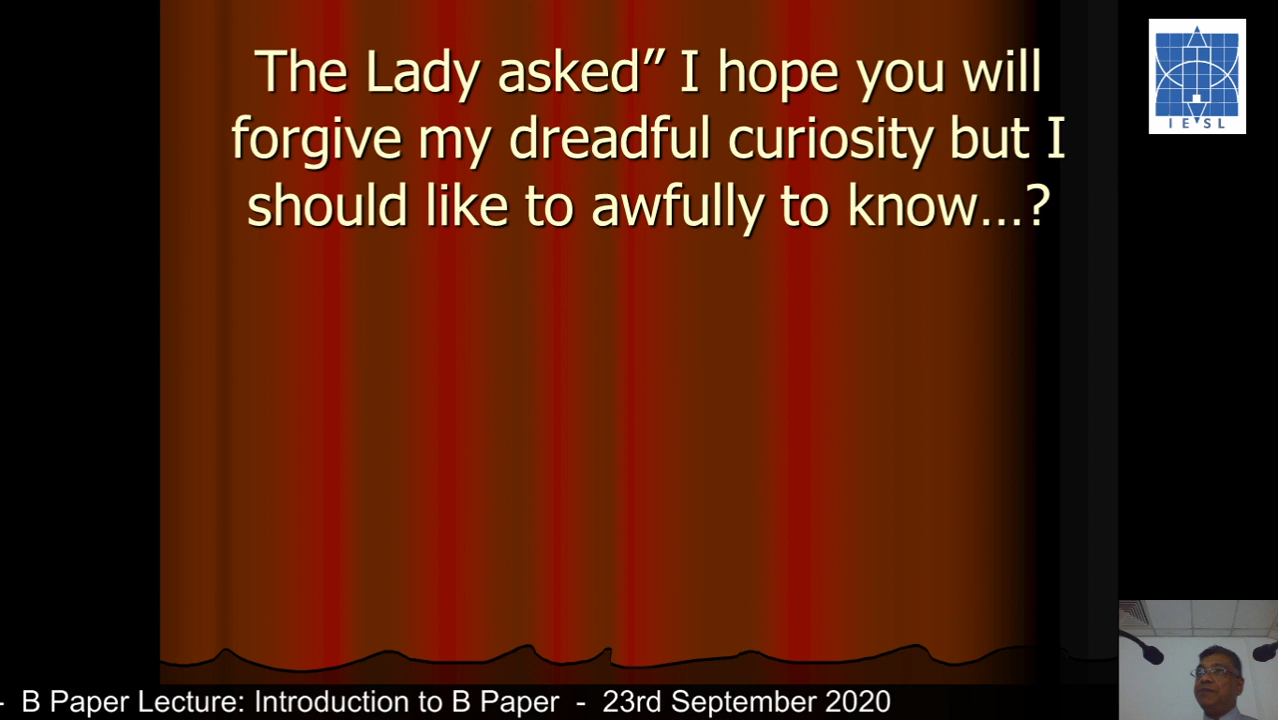 The Lady asked” I hope you will
forgive my dreadful curiosity but I
should like to awfully to know…?
IESL
- B Paper Lecture: Introduction to B Paper - 23rd September 2020